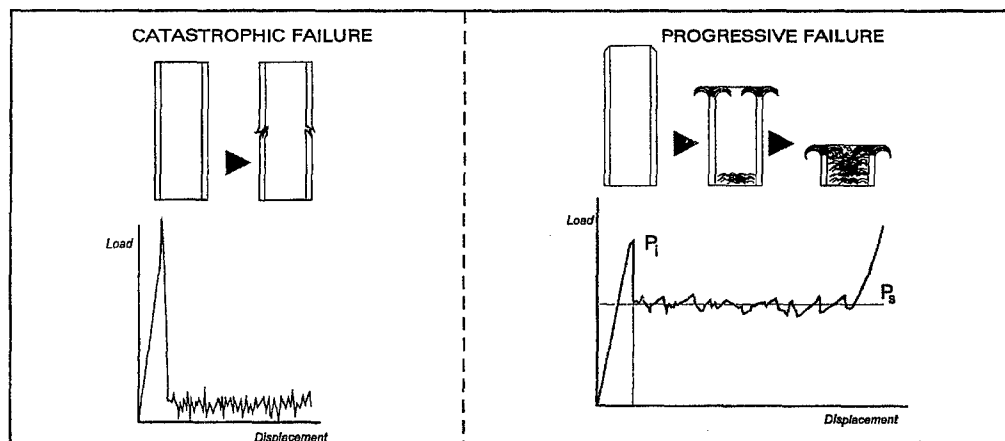 CATASTROPHIC FAILURE
Load
Displacement
PROGRESSIVE FAILURE
Load
Pi
Ps
Displacement